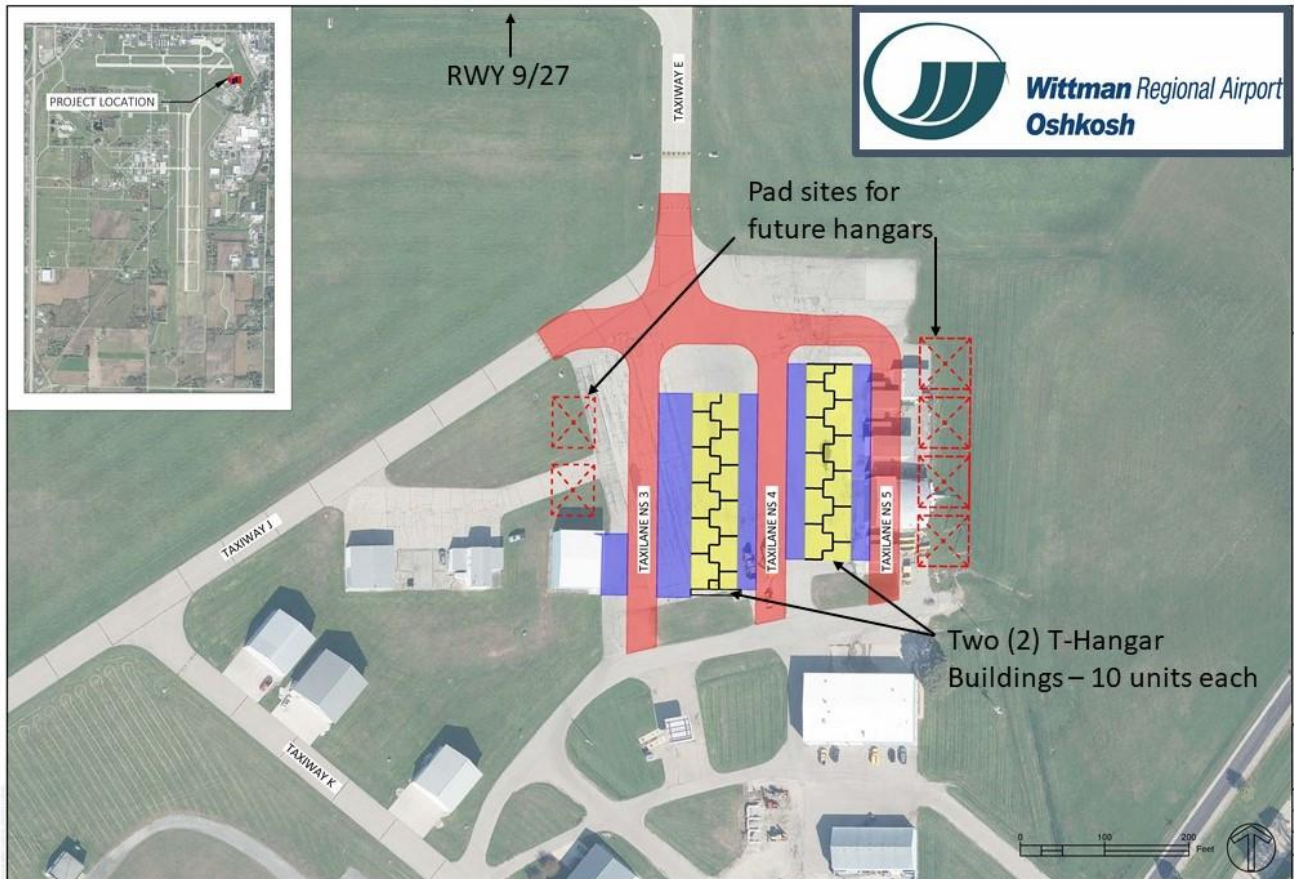 PROJECT LOCATION
RWY 9/27
TAXIWAY E
Wittman Regional Airport
Oshkosh
Pad sites for
future hangars
TAXIWAY J
TAXILANE NS 3
TAXILANE NS 4
TAXILANE NS 5
TAXIWAY K
Two (2) T-Hangar
Buildings – 10 units each
0 100 200
Feet